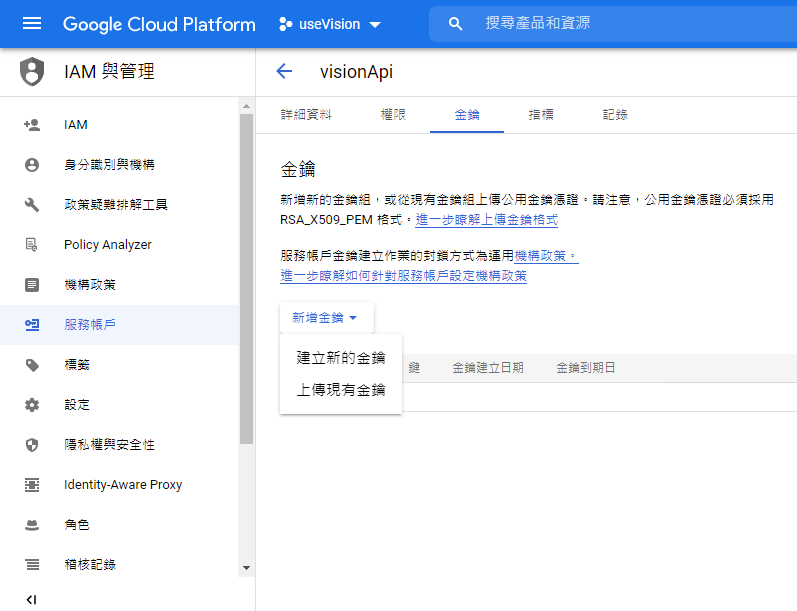 Google Cloud Platform
useVision
搜尋產品和資源
IAM 與管理
IAM
身分識別與機構
政策疑難排解工具
Policy Analyzer
機構政策
服務帳戶
標籤
設定
隱私權與安全性
Identity-Aware Proxy
角色
稽核記錄
visionApi
詳細資料 權限 金鑰 指標 記錄
金鑰
新增新的金鑰組，或從現有金鑰組上傳公用金鑰憑證。請注意，公用金鑰憑證必須採用
RSA_X509_PEM 格式。進一步瞭解上傳金鑰格式
服務帳戶金鑰建立作業的封鎖方式為運用機構政策。
進一步瞭解如何針對服務帳戶設定機構政策
新增金鑰
建立新的金鑰
上傳現有金鑰
鍵 金鑰建立日期 金鑰到期日